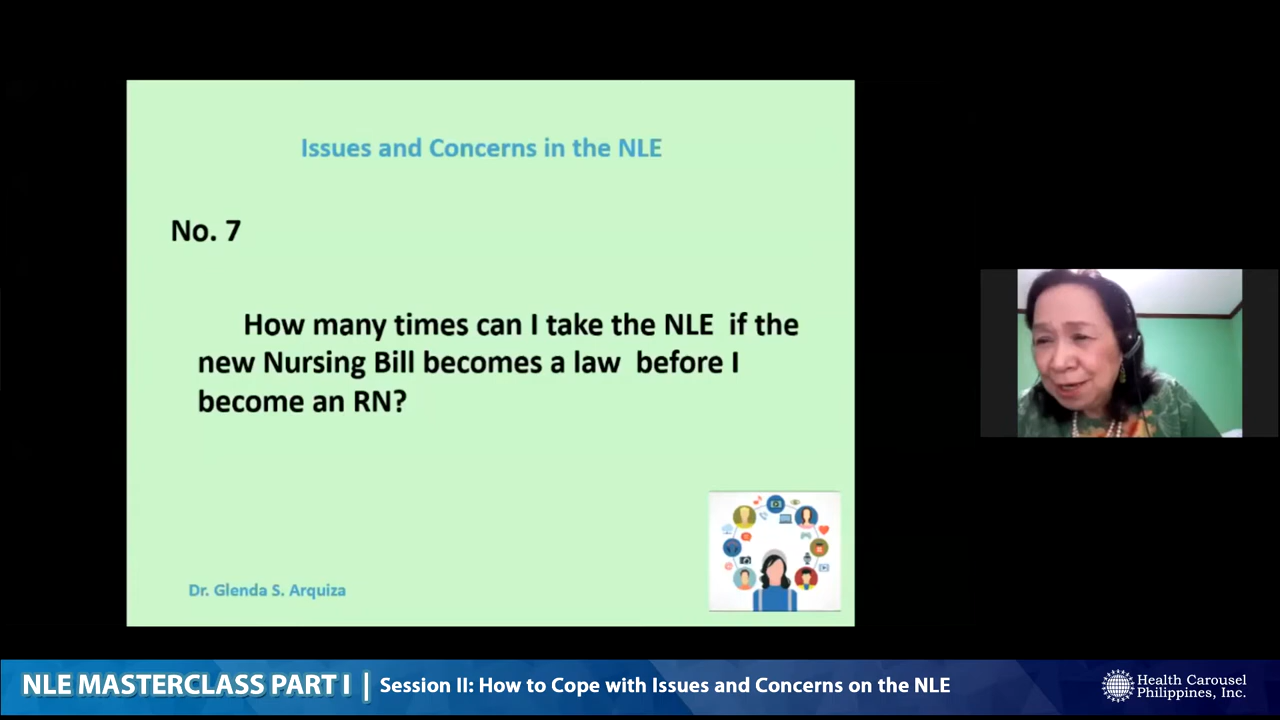 Issues and Concerns in the NLE
No. 7
How many times can I take the NLE if the
new Nursing Bill becomes a law before I
become an RN?
Dr. Glenda S. Arquiza
NLE MASTERCLASS PART I | Session II: How to Cope with Issues and Concerns on the NLE
Health Carousel
Philippines, Inc.